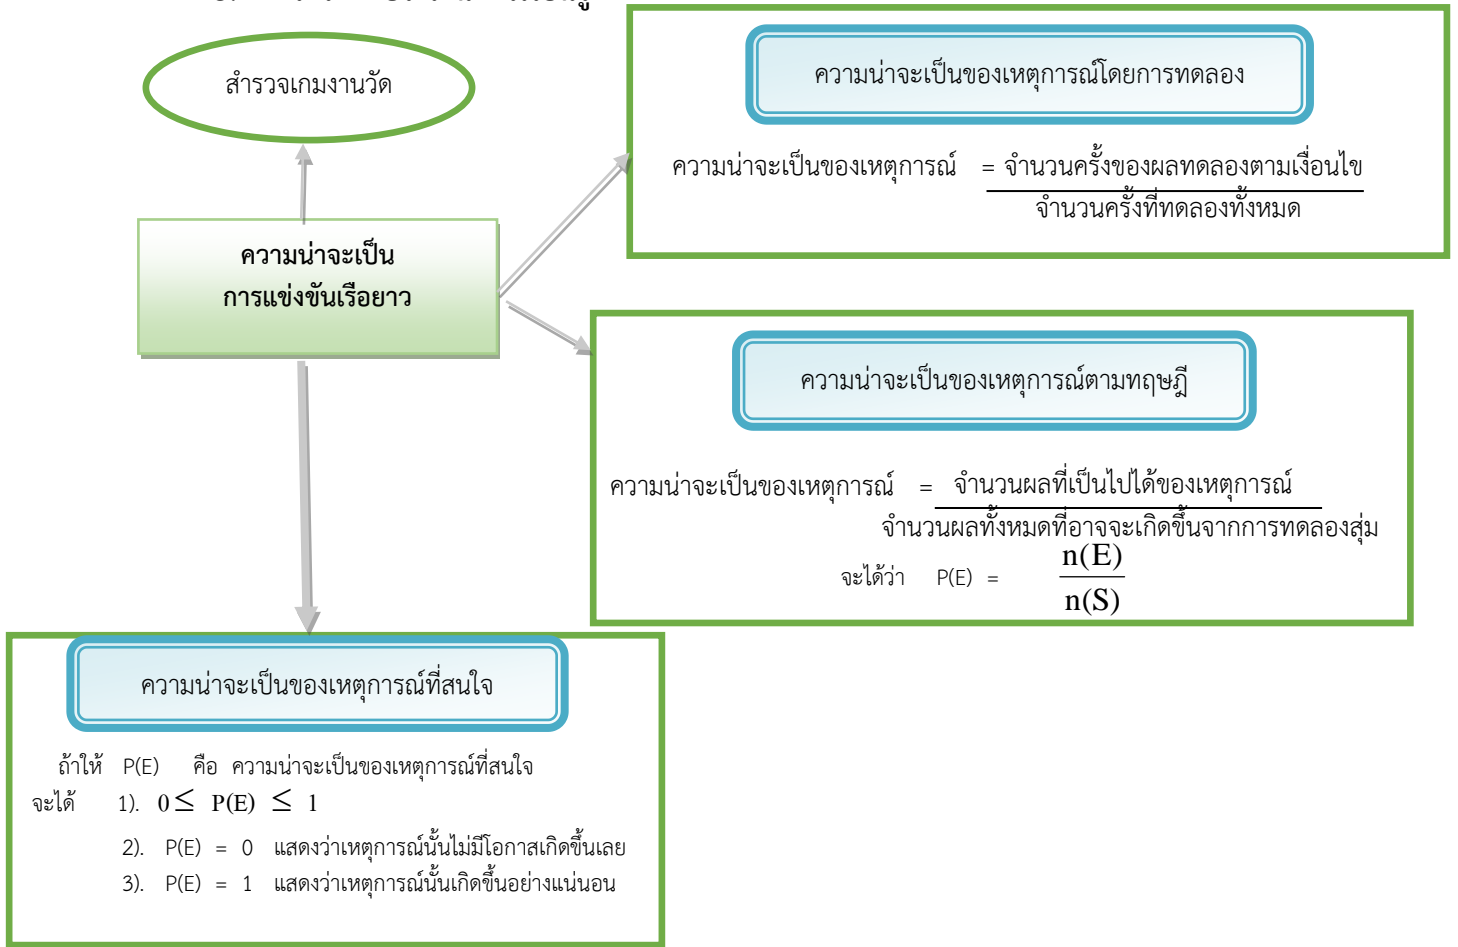 สำรวจเกมงานวัด
ความน่าจะเป็น
การแข่งขันเรือยาว
ความน่าจะเป็นของเหตุการณ์โดยการทดลอง
ความน่าจะเป็นของเหตุการณ์ = จำนวนครั้งของผลทดลองตามเงื่อนไข
จำนวนครั้งที่ทดลองทั้งหมด
ความน่าจะเป็นของเหตุการณ์ตามทฤษฎี
ความน่าจะเป็นของเหตุการณ์ = จำนวนผลที่เป็นไปได้ของเหตุการณ์
จำนวนผลทั้งหมดที่อาจจะเกิดขึ้นจากการทดลองสุ่ม
n(E)
จะได้ว่า P(E) =
n(S)
ความน่าจะเป็นของเหตุการณ์ที่สนใจ
ถ้าให้ P(E) คือ ความน่าจะเป็นของเหตุการณ์ที่สนใจ
จะได้ 1). 0 ≤ P(E) ≤ 1
2). P(E) = 0 แสดงว่าเหตุการณ์นั้นไม่มีโอกาสเกิดขึ้นเลย
3). P(E) = 1 แสดงว่าเหตุการณ์นั้นเกิดขึ้นอย่างแน่นอน